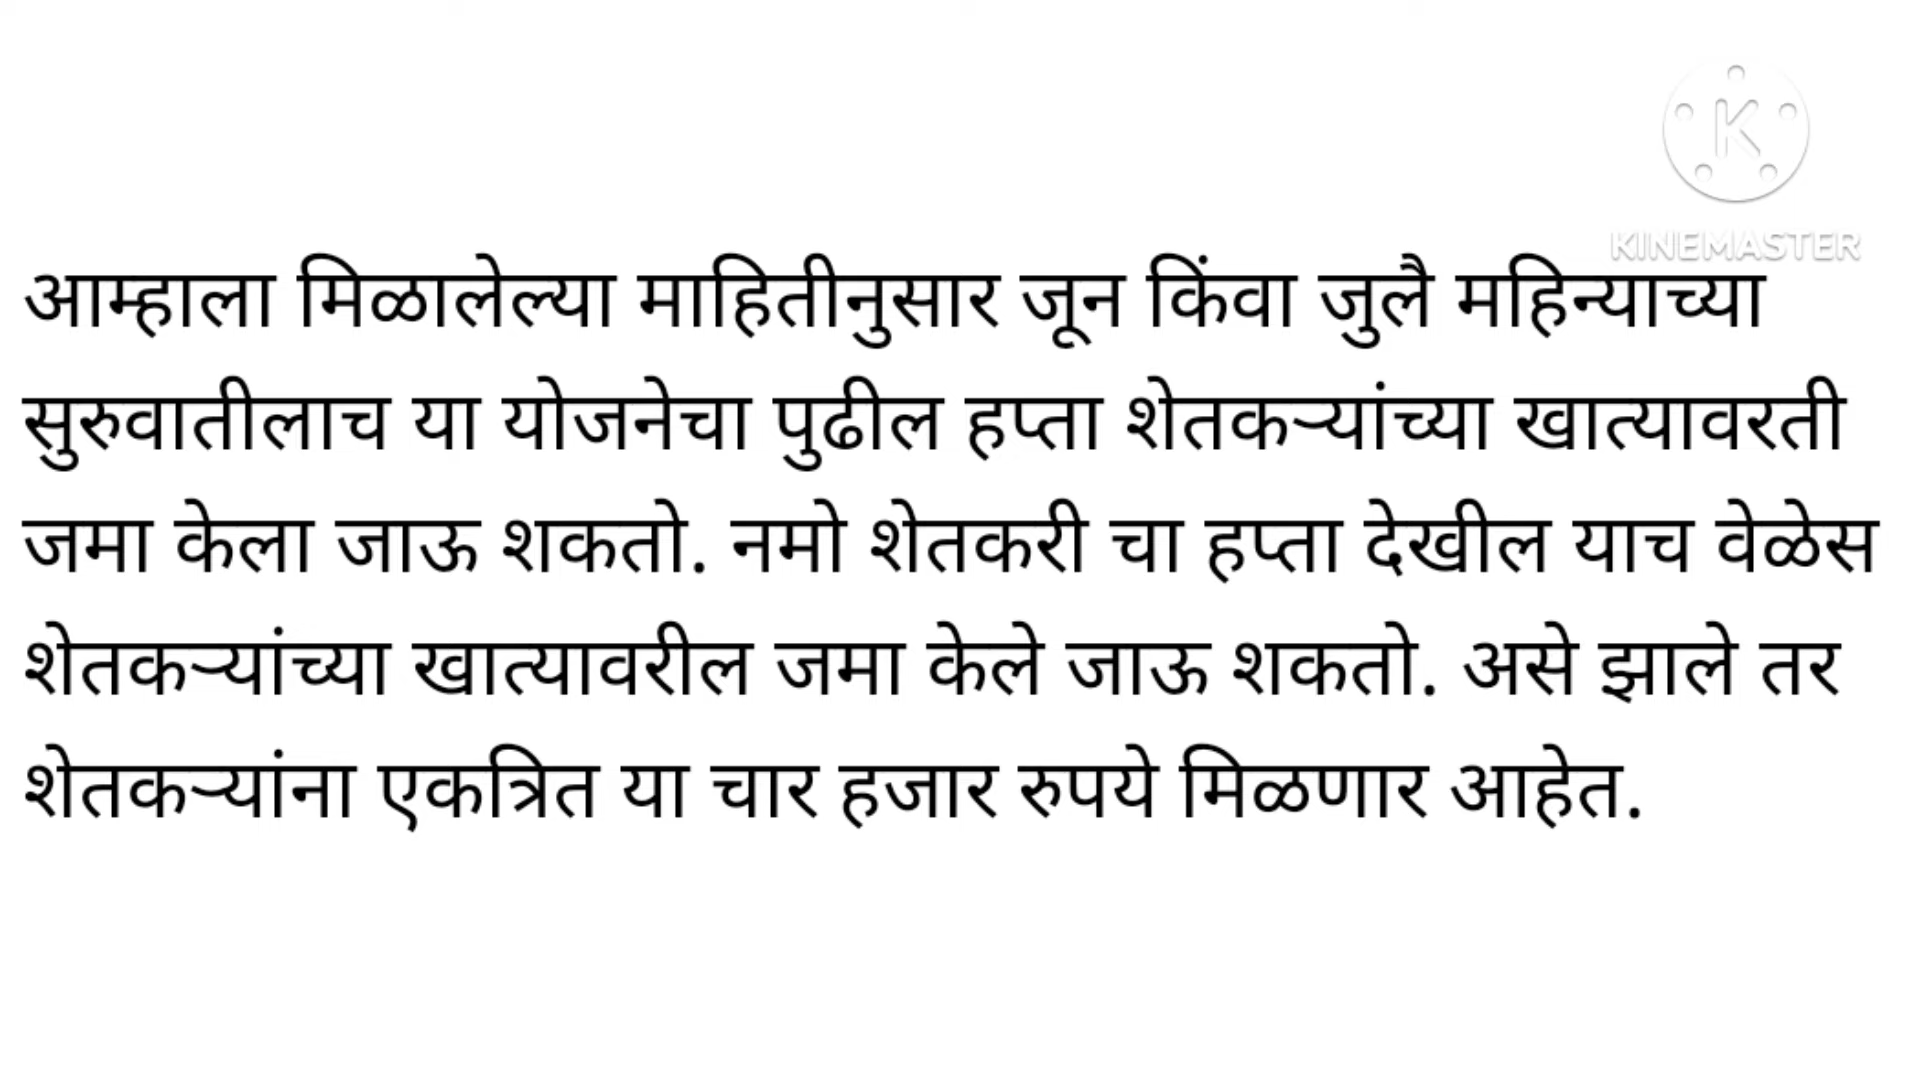 KINEMASTER
आम्हाला मिळालेल्या माहितीनुसार जून किंवा जुलै महिन्याच्या
सुरुवातीलाच या योजनेचा पुढील हप्ता शेतकऱ्यांच्या खात्यावरती
जमा केला जाऊ शकतो. नमो शेतकरी चा हप्ता देखील याच वेळेस
शेतकऱ्यांच्या खात्यावरील जमा केले जाऊ शकतो. असे झाले तर
शेतकऱ्यांना एकत्रित या चार हजार रुपये मिळणार आहेत.